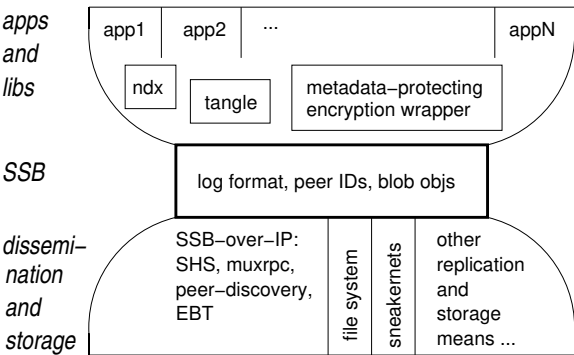 apps
and
libs
app1 app2 ... appN
ndx
tangle
metadata−protecting
encryption wrapper
SSB
log format, peer IDs, blob objs
dissemi−
nation
and
storage
SSB−over−IP:
SHS, muxrpc,
peer−discovery,
EBT
file system
sneakernets
other
replication
and
storage
means ...